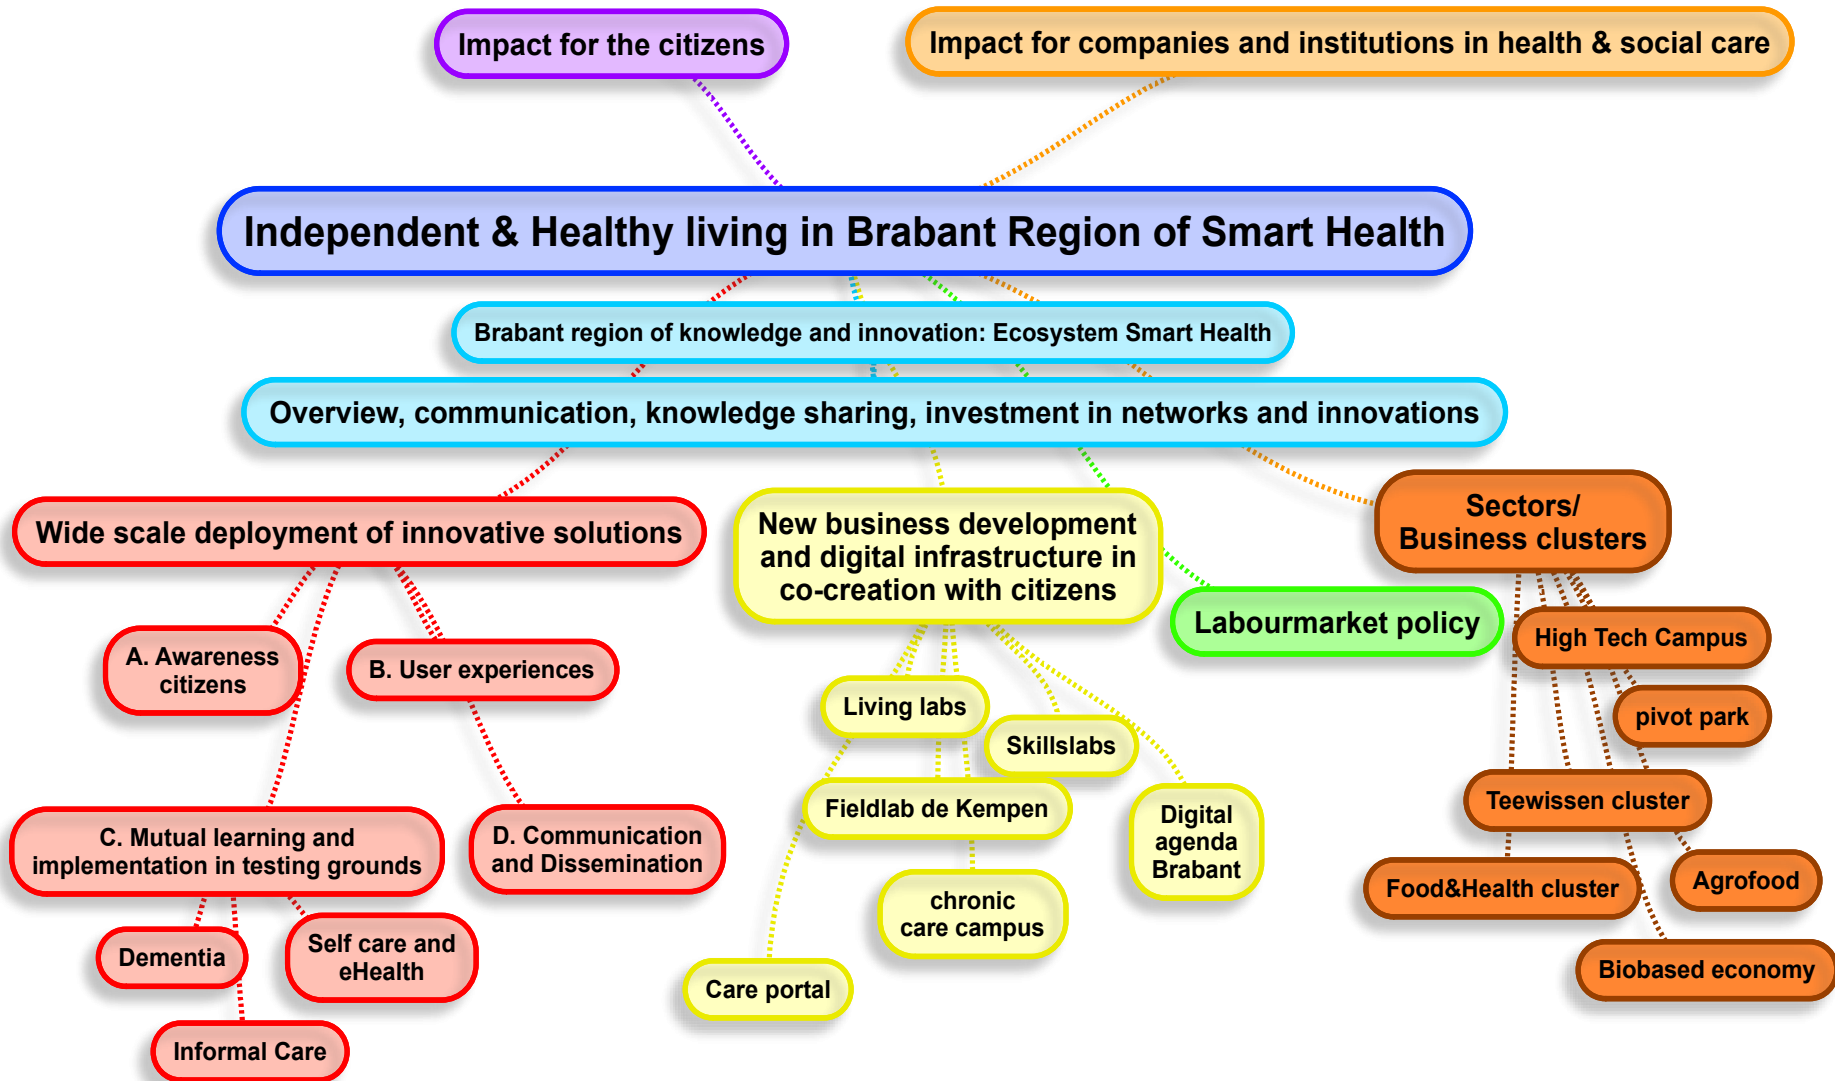 Impact for the citizens
Impact for companies and institutions in health & social care
Independent & Healthy living in Brabant Region of Smart Health
Brabant region of knowledge and innovation: Ecosystem Smart Health
Overview, communication, knowledge sharing, investment in networks and innovations
Wide scale deployment of innovative solutions
A. Awareness
citizens
B. User experiences
C. Mutual learning and
implementation in testing grounds
D. Communication
and Dissemination
Dementia
Self care and
eHealth
Informal Care
New business development
and digital infrastructure in
co-creation with citizens
Living labs
Skillslabs
Fieldlab de Kempen
Digital
agenda
Brabant
chronic
care campus
Care portal
Labourmarket policy
Sectors/
Business clusters
High Tech Campus
pivot park
Teewissen cluster
Food&Health cluster
Agrofood
Biobased economy